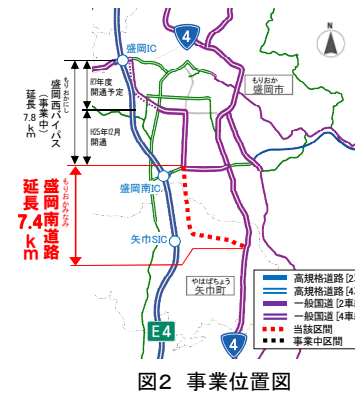 4
N
盛岡IC
もりおかにし
盛岡西バイパス
(事業中)
延長7.8km
R7年度
開通予定
H25年12月
開通
もりおか
盛岡市
盛岡南IC
もりおかみなみ
盛岡南道路
延長7.4km
矢巾SIC
やはばちょう
矢巾町
E4
4
高規格道路[2
高規格道路[4
一般国道[2車
一般国道[4車
当該区間
事業中区間
図2 事業位置図